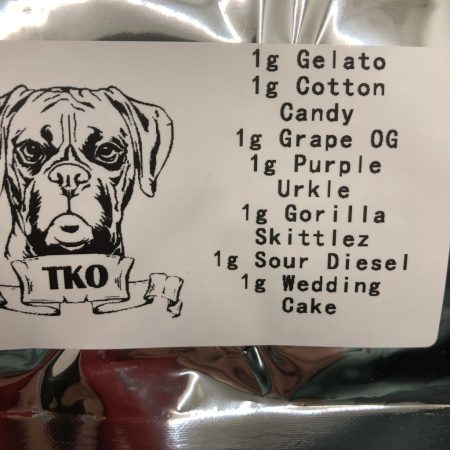 1g Gelato
1g Cotton
Candy
1g Grape OG
1g Purple
Urkle
1g Gorilla
Skittlez
1g Sour Diesel
1g Wedding
Cake
TKO